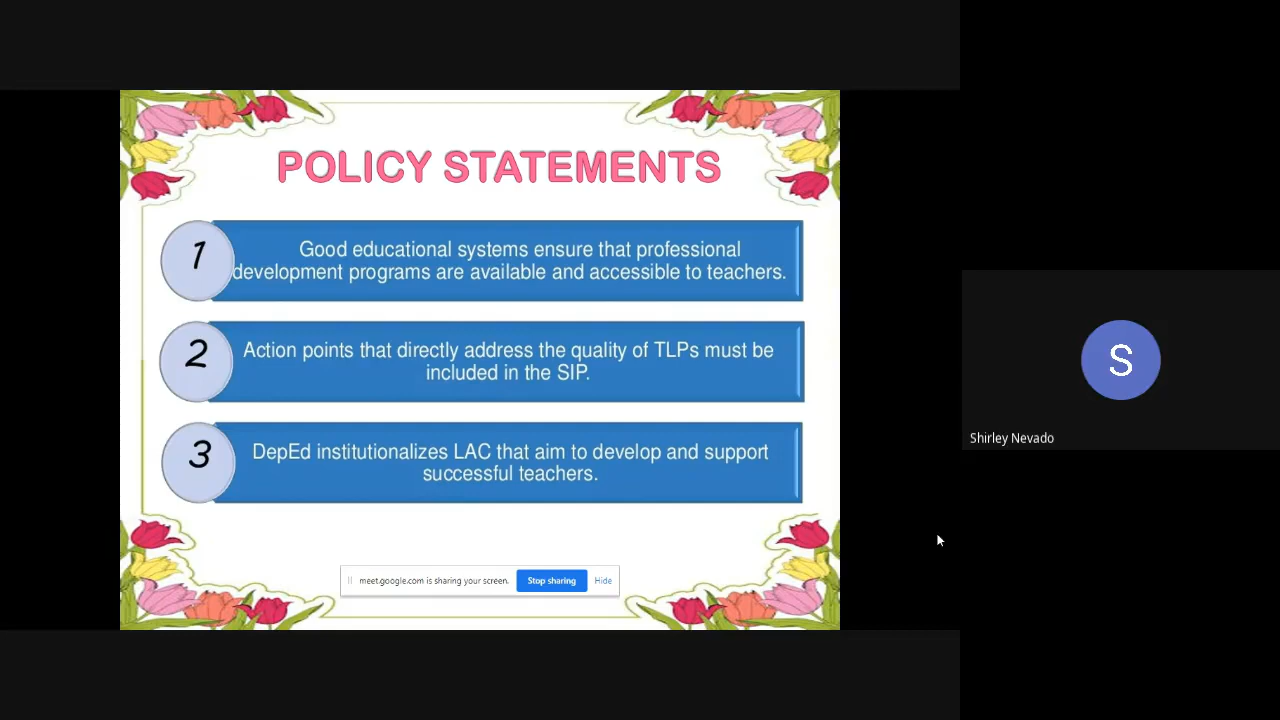 POLICY STATEMENTS
1
Good educational systems ensure that professional
development programs are available and accessible to teachers.
2
Action points that directly address the quality of TLPs must be
included in the SIP.
3
DepEd institutionalizes LAC that aim to develop and support
successful teachers.
meet.google.com is sharing your screen. Stop sharing Hide
S
Shirley Nevado